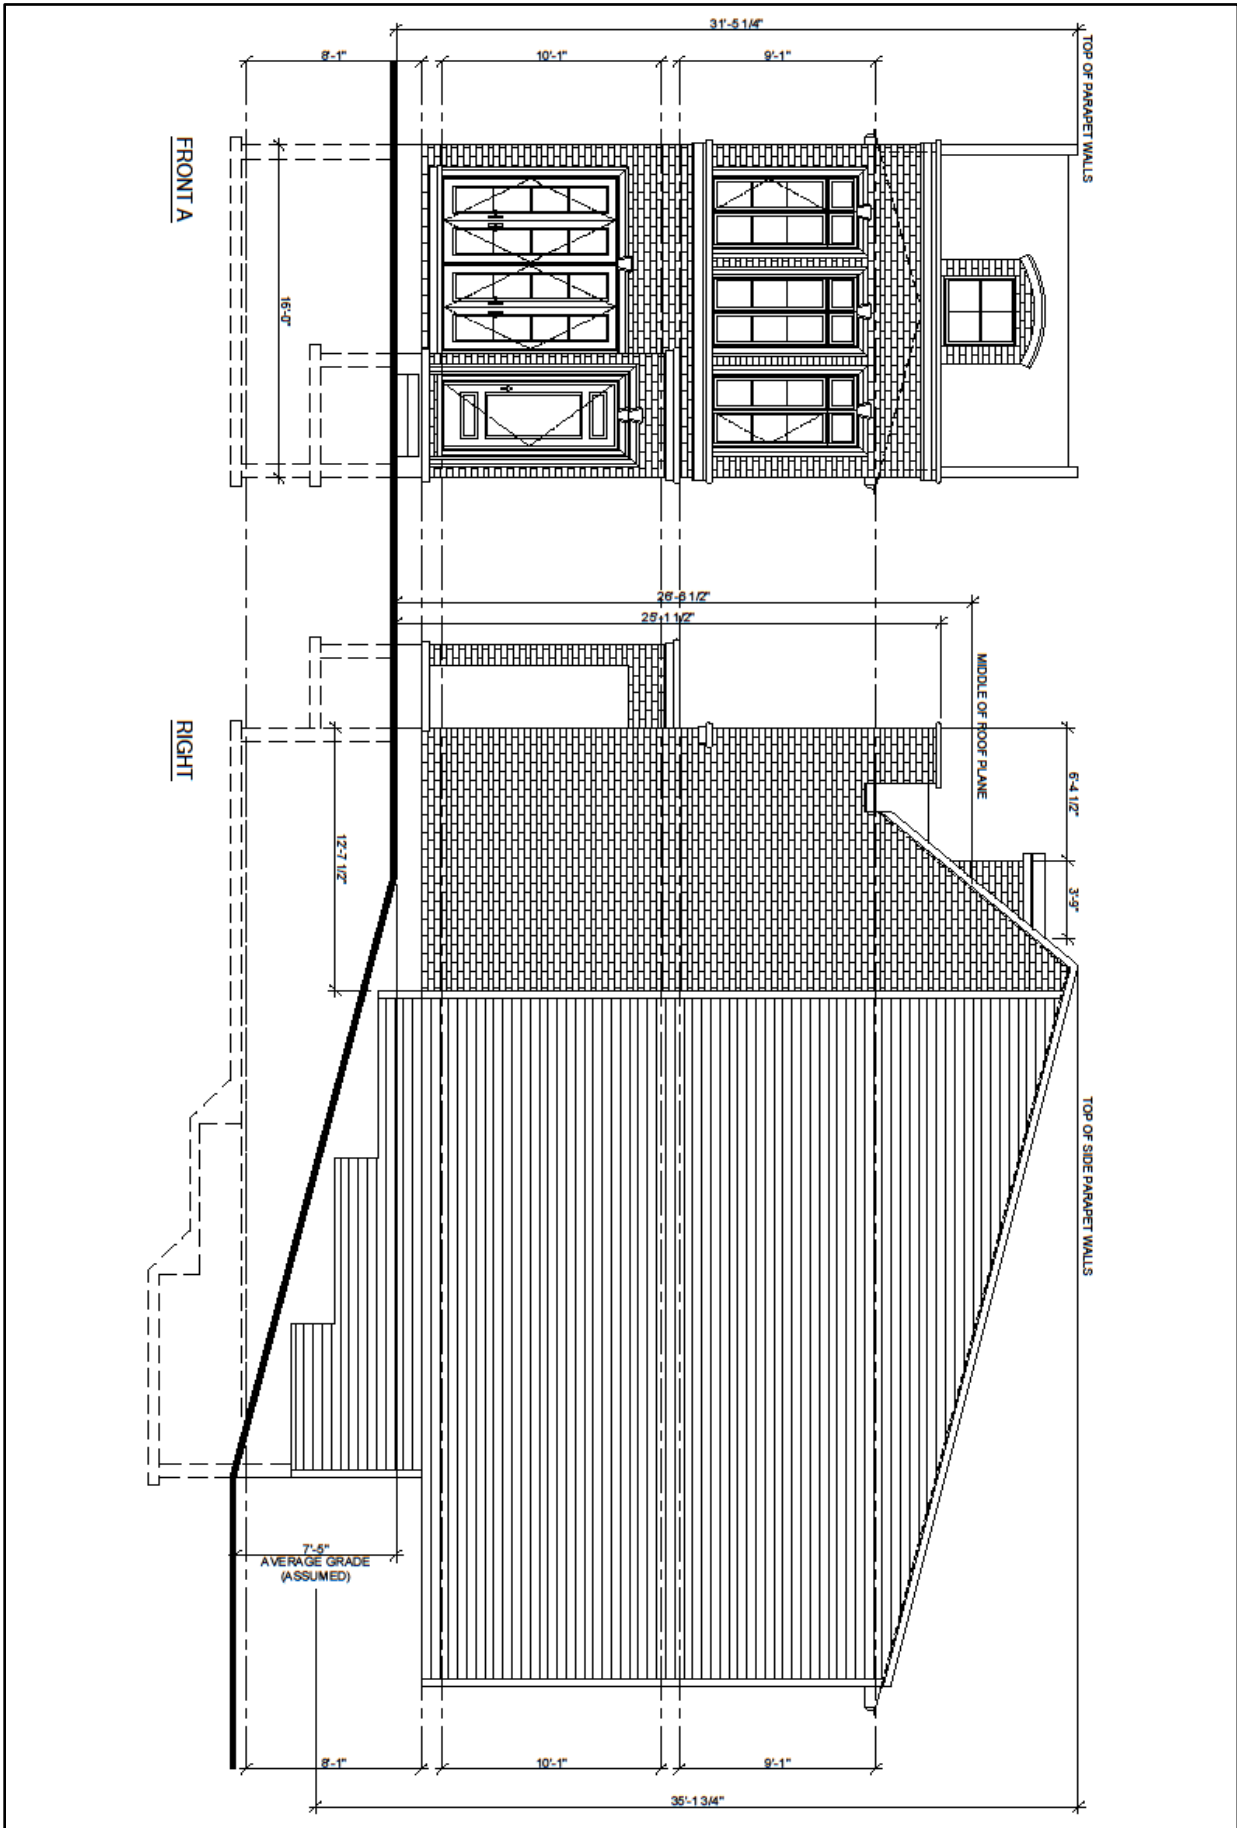 31'-5 1/4"
TOP OF PARAPET WALLS
8'-1"
10'-1"
9'-1"
FRONT A
16'-0"
26'-6 1/2"
25'-1 1/2"
MIDDLE OF ROOF PLANE
6'-4 1/2"
3'-9"
RIGHT
12'-7 1/2"
TOP OF SIDE PARAPET WALLS
7'-5"
AVERAGE GRADE
(ASSUMED)
8'-1"
10'-1"
9'-1"
35'-1 3/4"